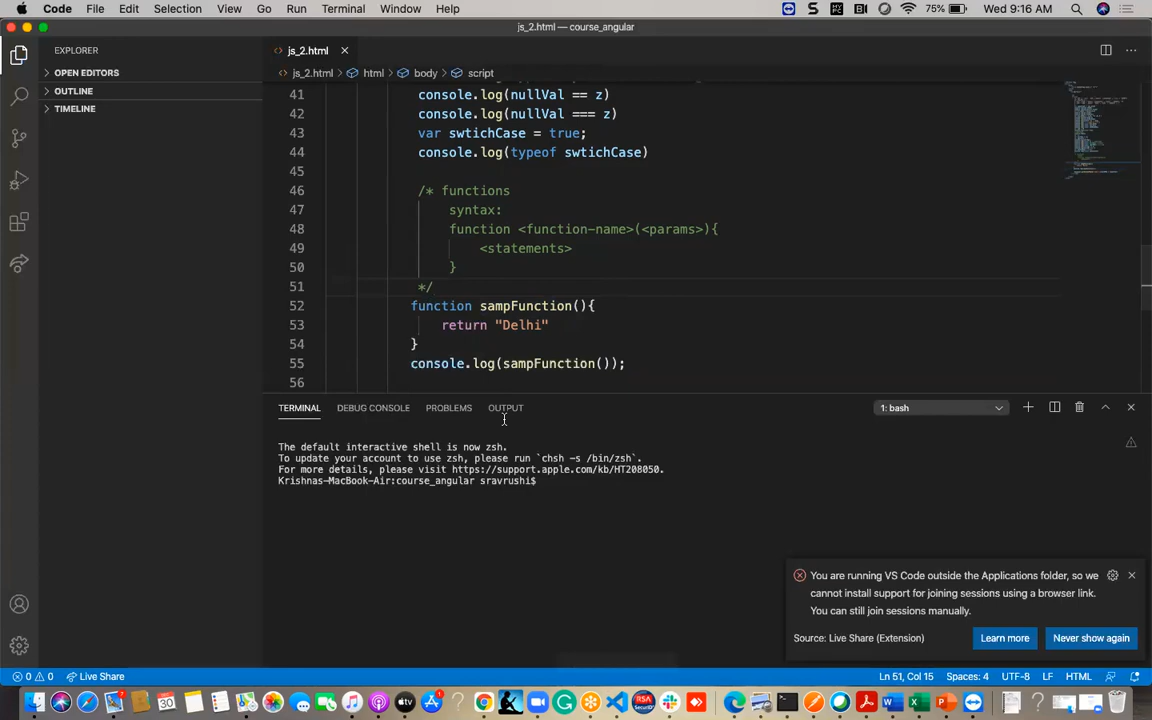 Code File Edit Selection View Go Run Terminal Window Help 75% Wed 9:16 AM
js_2.html — course_angular
EXPLORER
js_2.html
OPEN EDITORS
js_2.html html body script
OUTLINE
TIMELINE
41 console.log(nullVal == z)
42 console.log(nullVal === z)
43 var swtichCase = true;
44 console.log(typeof swtichCase)
45
46 /* functions
47 syntax:
48 function <function-name>(<params>){
49 <statements>
50 }
51 */
52 function sampFunction(){
53 return "Delhi"
54 }
55 console.log(sampFunction());
56
TERMINAL DEBUG CONSOLE PROBLEMS OUTPUT 1: bash
The default interactive shell is now zsh.
To update your account to use zsh, please run `chsh -s /bin/zsh`.
For more details, please visit https://support.apple.com/kb/HT208050.
Krishnas-MacBook-Air:course_angular sravrushi$
You are running VS Code outside the Applications folder, so we
cannot install support for joining sessions using a browser link.
You can still join sessions manually.
Source: Live Share (Extension) Learn more Never show again
0 0 Live Share Ln 51, Col 15 Spaces: 4 UTF-8 LF HTML